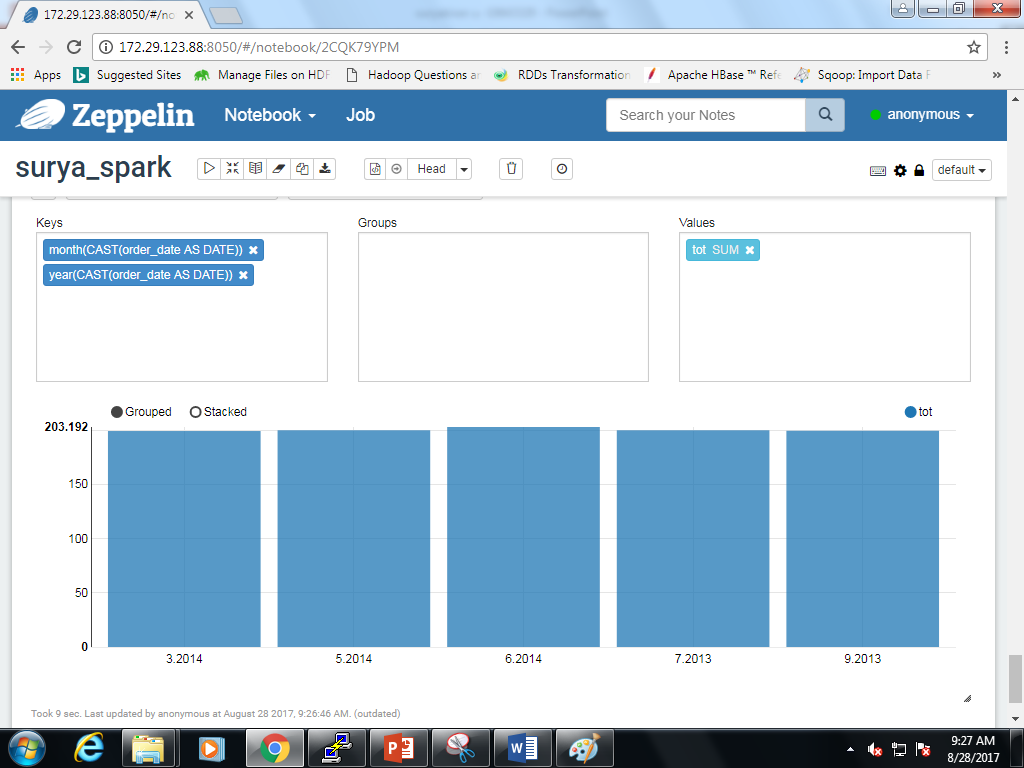 172.29.123.88:8050/#/no
172.29.123.88:8050/#/notebook/2CQK79YPM
Apps Suggested Sites Manage Files on HDF Hadoop Questions an RDDs Transformation Apache HBase ™ Refe Sqoop: Import Data F »
Zeppelin Notebook Job Search your Notes anonymous
surya_spark Head default
Keys Groups Values
month(CAST(order_date AS DATE)) tot SUM
year(CAST(order_date AS DATE))
Grouped Stacked tot
203.192
150
100
50
0
3.2014 5.2014 6.2014 7.2013 9.2013
Took 9 sec. Last updated by anonymous at August 28 2017, 9:26:46 AM. (outdated)
9:27 AM
8/28/2017